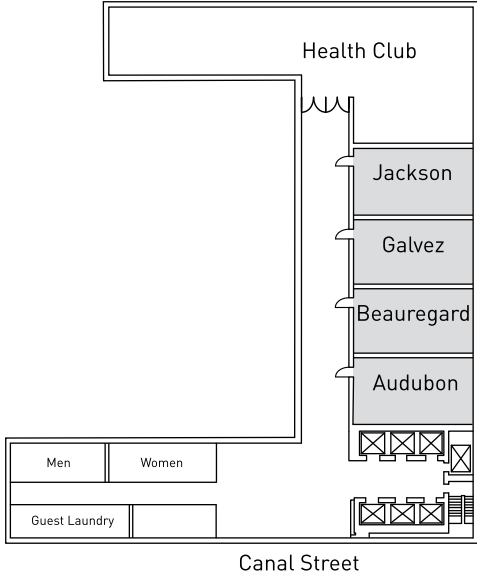 Health Club
Jackson
Galvez
Beauregard
Audubon
Men
Women
Guest Laundry
Canal Street